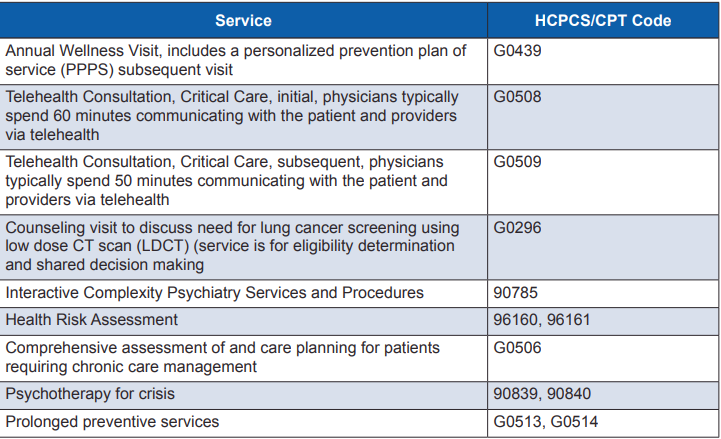 Service HCPCS/CPT Code
Annual Wellness Visit, includes a personalized prevention plan of
service (PPPS) subsequent visit
G0439
Telehealth Consultation, Critical Care, initial, physicians typically
spend 60 minutes communicating with the patient and providers
via telehealth
G0508
Telehealth Consultation, Critical Care, subsequent, physicians
typically spend 50 minutes communicating with the patient and
providers via telehealth
G0509
Counseling visit to discuss need for lung cancer screening using
low dose CT scan (LDCT) (service is for eligibility determination
and shared decision making
G0296
Interactive Complexity Psychiatry Services and Procedures 90785
Health Risk Assessment 96160, 96161
Comprehensive assessment of and care planning for patients
requiring chronic care management
G0506
Psychotherapy for crisis 90839, 90840
Prolonged preventive services G0513, G0514